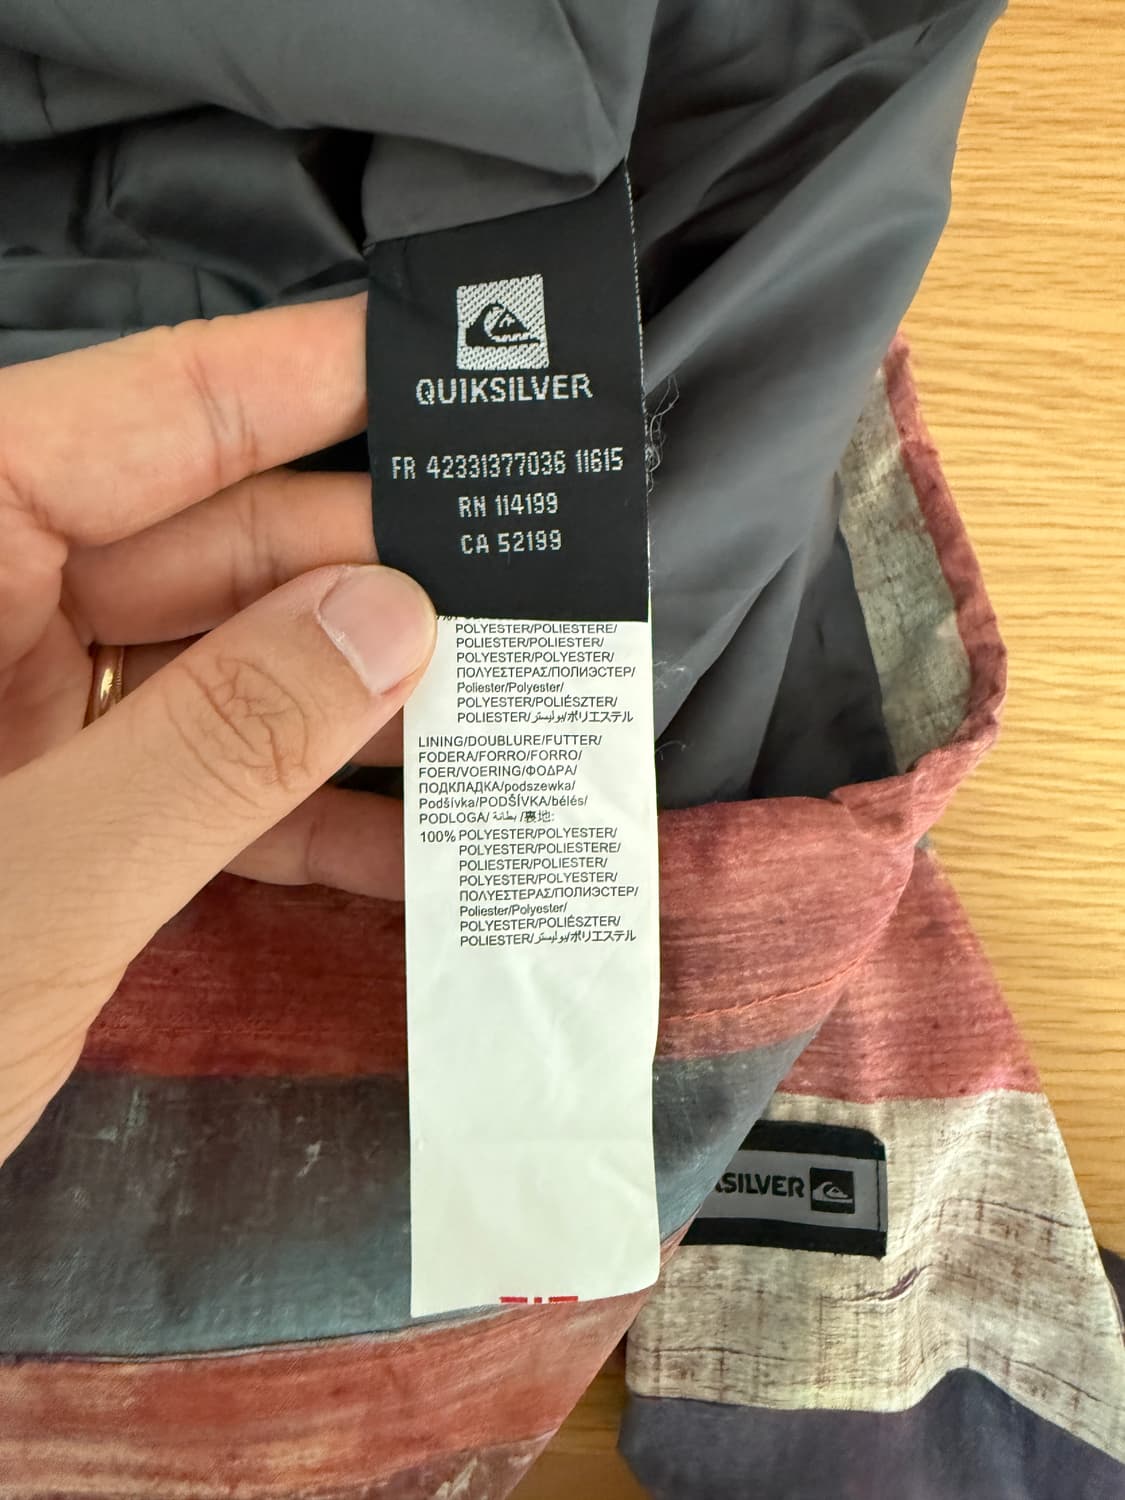 QUIKSILVER
FR 42331377036 11615
RN 114199
CA 52199
POLYESTER/POLIESTERE/
POLIESTER/POLIESTER/
POLYESTER/POLYESTER/
ΠΟΛΥΕΣΤΕΡΑΣ/ПОЛИЭСТЕР/
Poliester/Polyester/
POLYESTER/POLIÉSZTER/
POLIESTER/بوليستر/ポリエステル
LINING/DOUBLURE/FUTTER/
FODERA/FORRO/FORRO/
FOER/VOERING/ΦΟΔΡΑ/
ПОДКЛАДКА/podszewka/
Podšívka/PODŠÍVKA/bélés/
PODLOGA/ بطانة /裏地:
100% POLYESTER/POLYESTER/
POLYESTER/POLIESTERE/
POLIESTER/POLIESTER/
POLYESTER/POLYESTER/
ΠΟΛΥΕΣΤΕΡΑΣ/ПОЛИЭСТЕР/
Poliester/Polyester/
POLYESTER/POLIÉSZTER/
POLIESTER/بوليستر/ポリエステル
SILVER